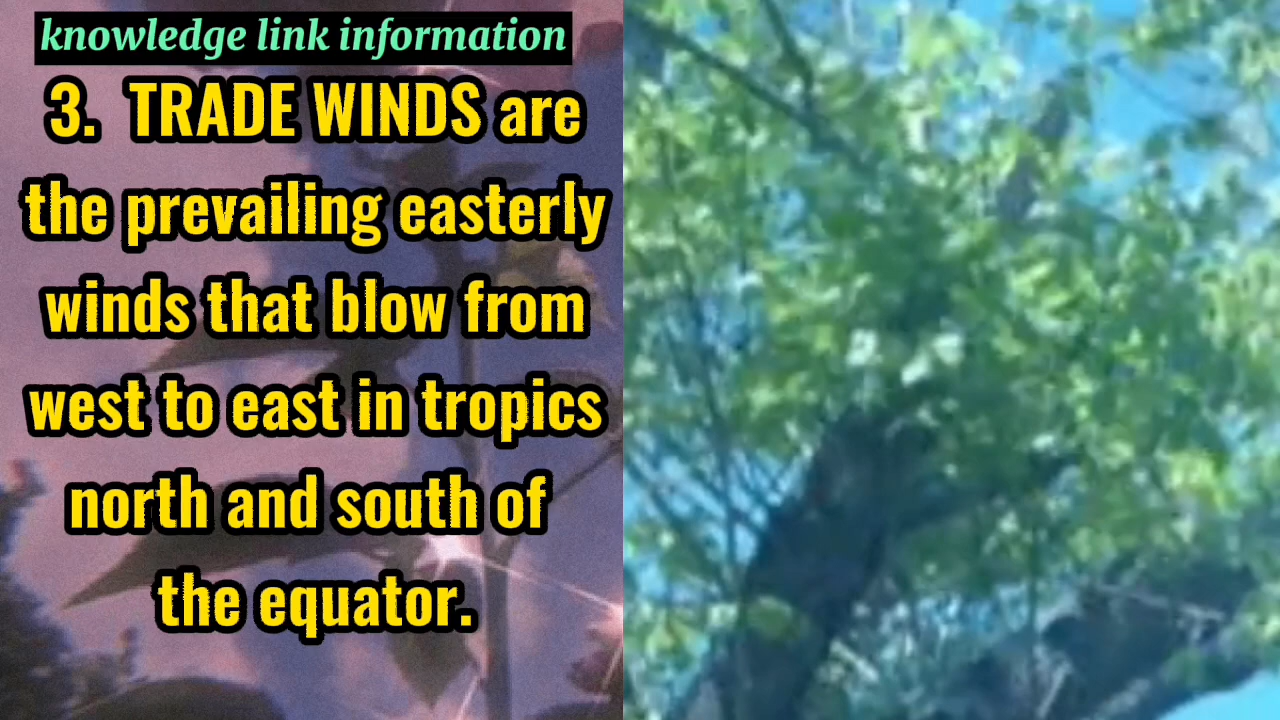 knowledge link information
3. TRADE WINDS are
the prevailing easterly
winds that blow from
west to east in tropics
north and south of
the equator.